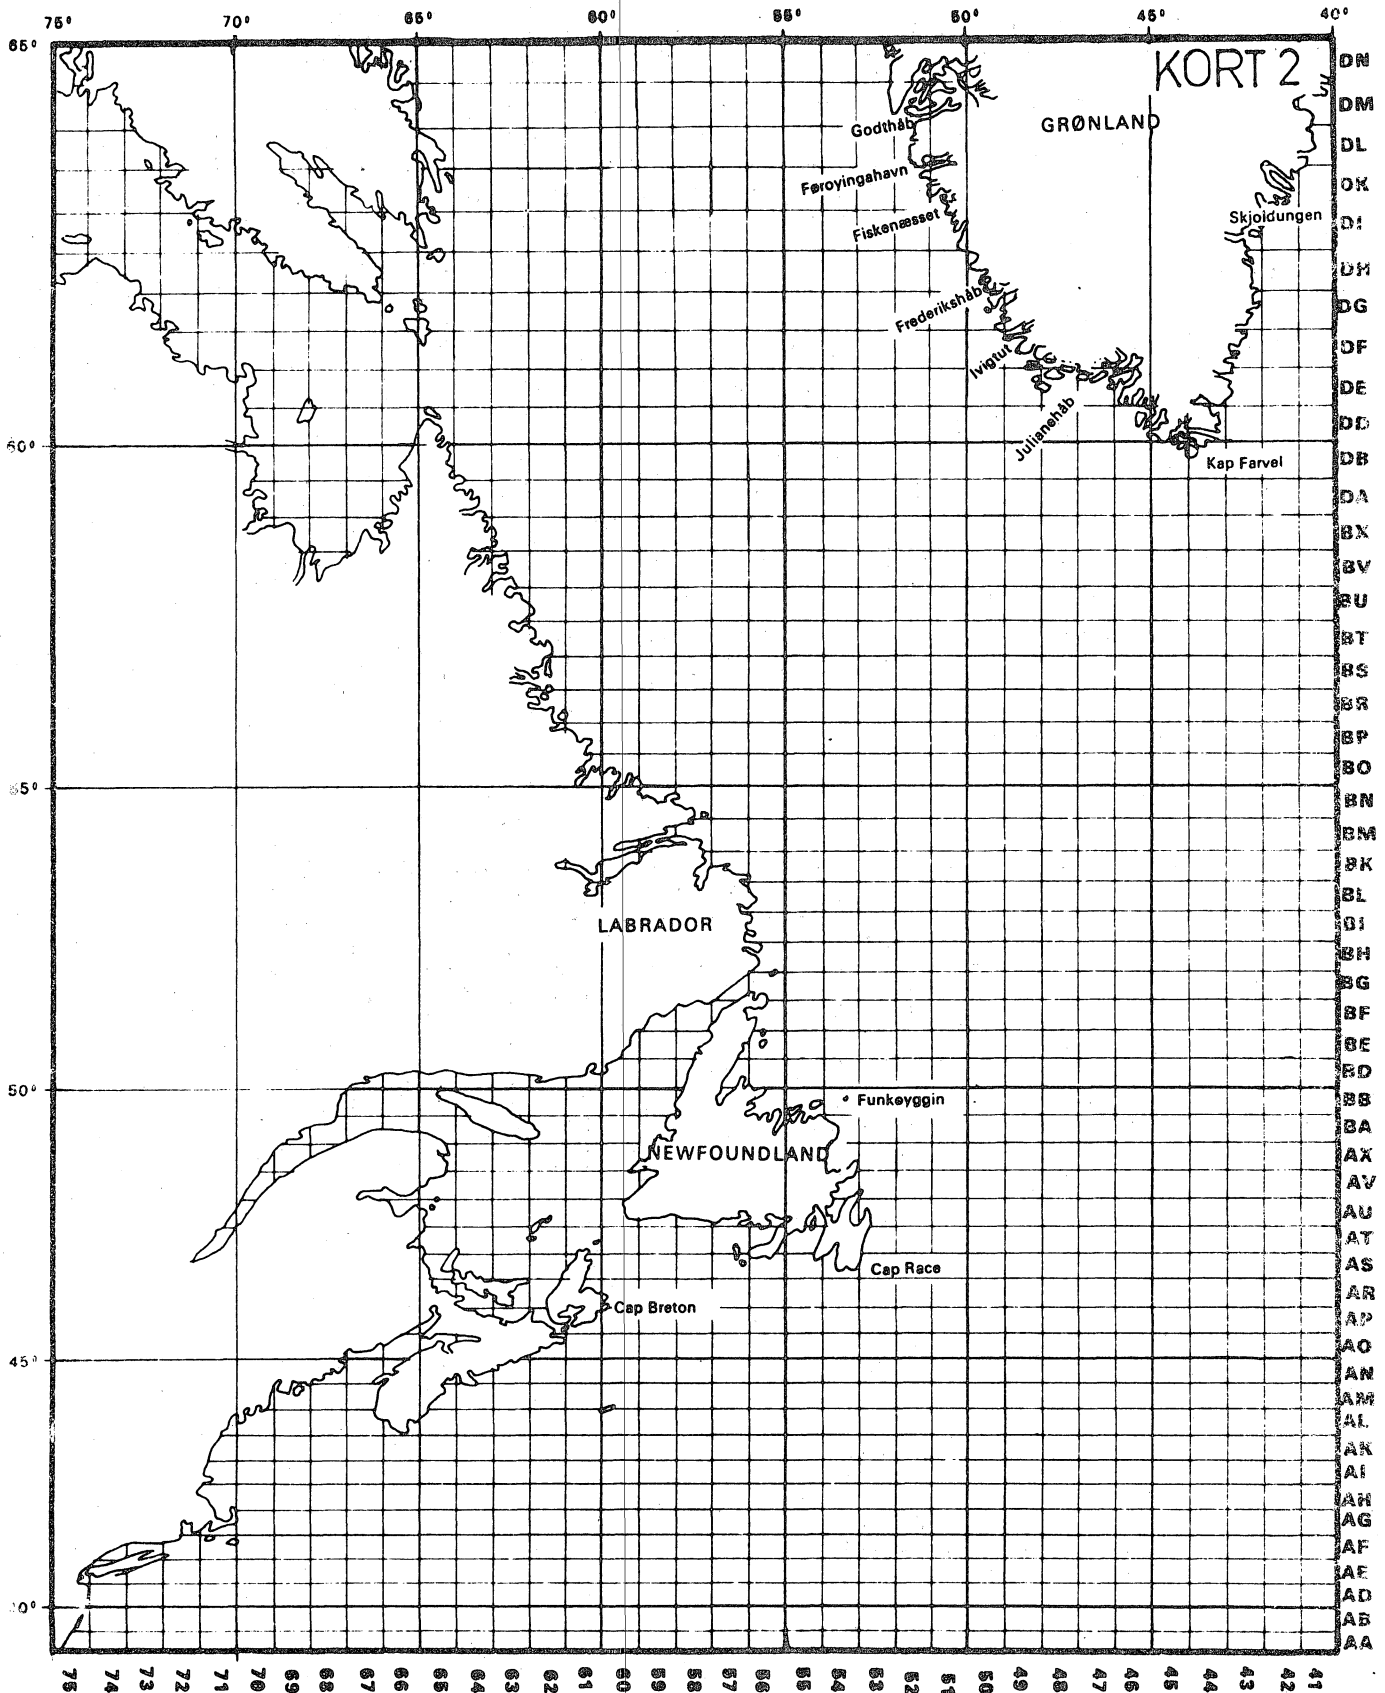 75° 70° 65° 60° 55° 50° 45° 40°
65°
KORT 2
DN
DM
GRØNLAND
Godthåb
DL
Føroyingahavn
DK
Skjoldungen
Fiskenæsset
DI
DH
Frederikshåb
DG
Ivigtut
DF
DE
Julianehåb
DD
60°
Kap Farvel
DB
DA
BX
BV
BU
BT
BS
BR
BP
BO
55°
BN
BM
BK
BL
LABRADOR
BI
BH
BG
BF
BE
BD
50°
Funkøyggin
BB
BA
NEWFOUNDLAND
AX
AV
AU
AT
Cap Race
AS
AR
Cap Breton
AP
AO
45°
AN
AM
AL
AK
AI
AH
AG
AF
AE
AD
40°
AB
AA
75 74 73 72 71 70 69 68 67 66 65 64 63 62 61 60 59 58 57 56 55 54 53 52 51 50 49 48 47 46 45 44 43 42 41